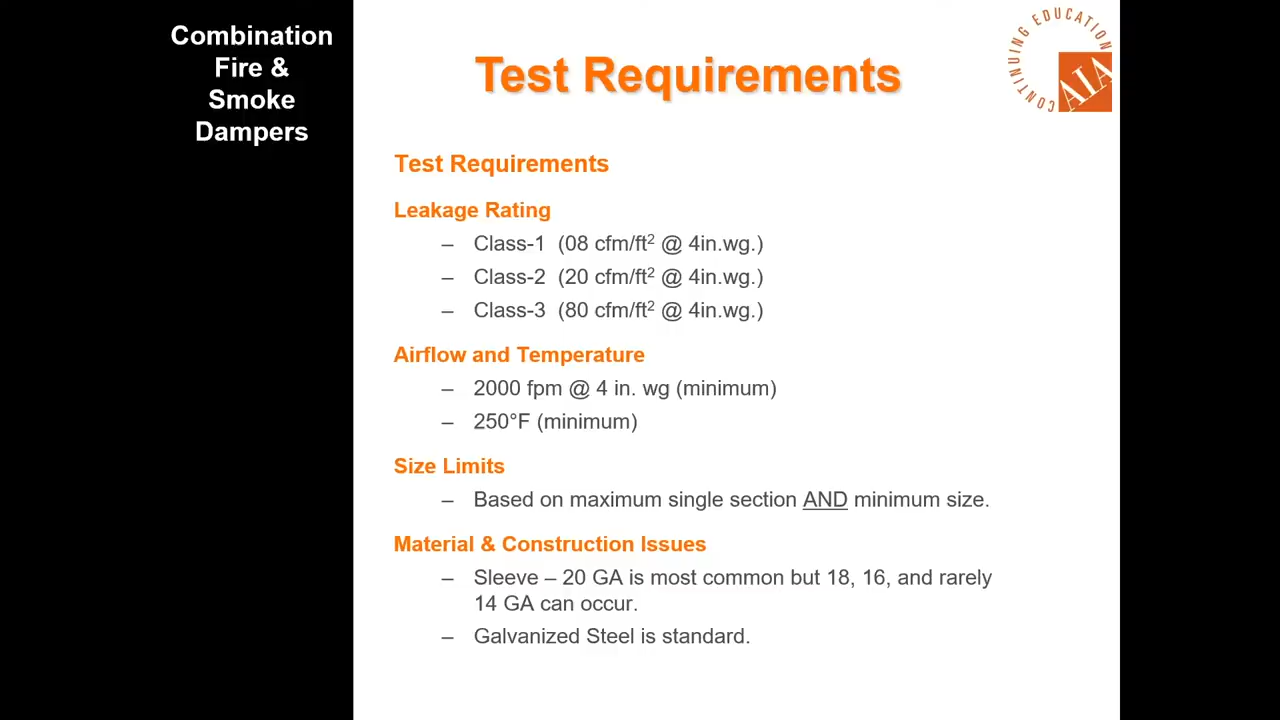 Combination
Fire &
Smoke
Dampers
Test Requirements
CONTINUING EDUCATION
AIA
Test Requirements
Leakage Rating
– Class-1 (08 cfm/ft² @ 4in.wg.)
– Class-2 (20 cfm/ft² @ 4in.wg.)
– Class-3 (80 cfm/ft² @ 4in.wg.)
Airflow and Temperature
– 2000 fpm @ 4 in. wg (minimum)
– 250°F (minimum)
Size Limits
– Based on maximum single section AND minimum size.
Material & Construction Issues
– Sleeve – 20 GA is most common but 18, 16, and rarely
14 GA can occur.
– Galvanized Steel is standard.